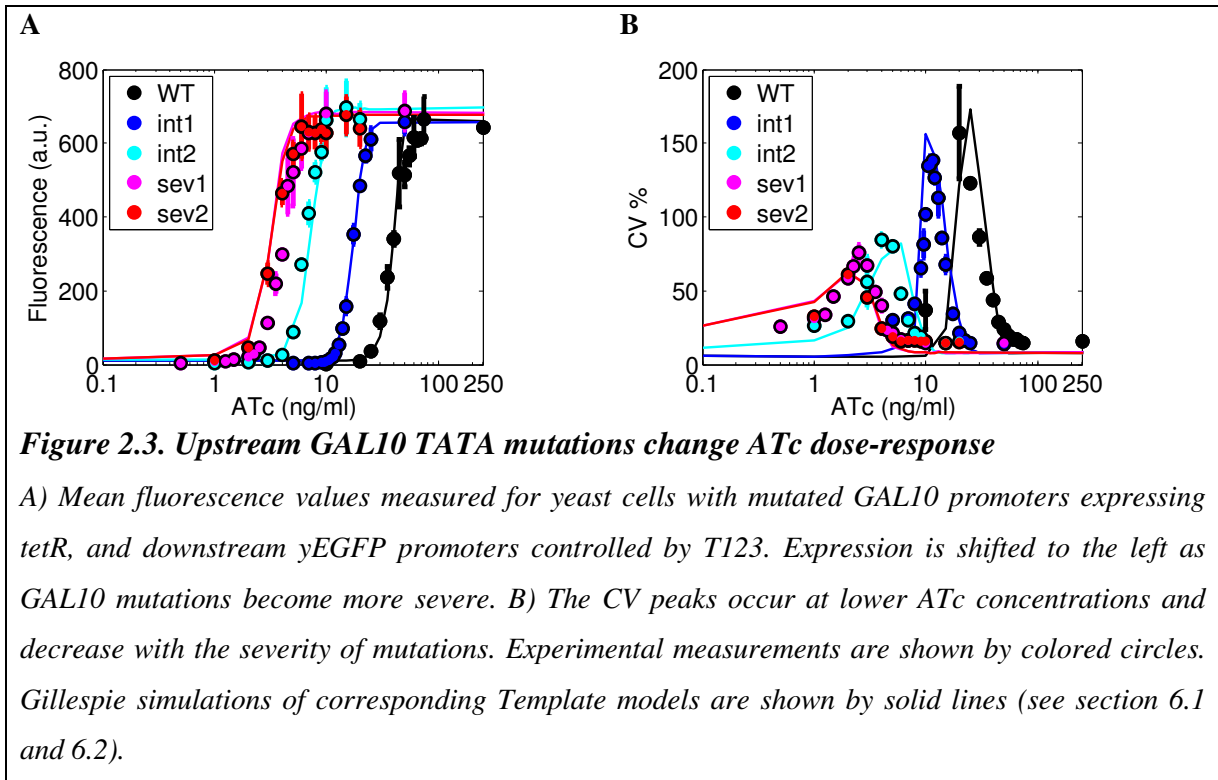 A
B
800
600
400
200
0
Fluorescence (a.u.)
WT
int1
int2
sev1
sev2
0.1
1
10
100
250
ATc (ng/ml)
200
150
100
50
0
CV %
WT
int1
int2
sev1
sev2
0.1
1
10
100
250
ATc (ng/ml)
Figure 2.3. Upstream GAL10 TATA mutations change ATc dose-response
A) Mean fluorescence values measured for yeast cells with mutated GAL10 promoters expressing
tetR, and downstream yEGFP promoters controlled by T123. Expression is shifted to the left as
GAL10 mutations become more severe. B) The CV peaks occur at lower ATc concentrations and
decrease with the severity of mutations. Experimental measurements are shown by colored circles.
Gillespie simulations of corresponding Template models are shown by solid lines (see section 6.1
and 6.2).